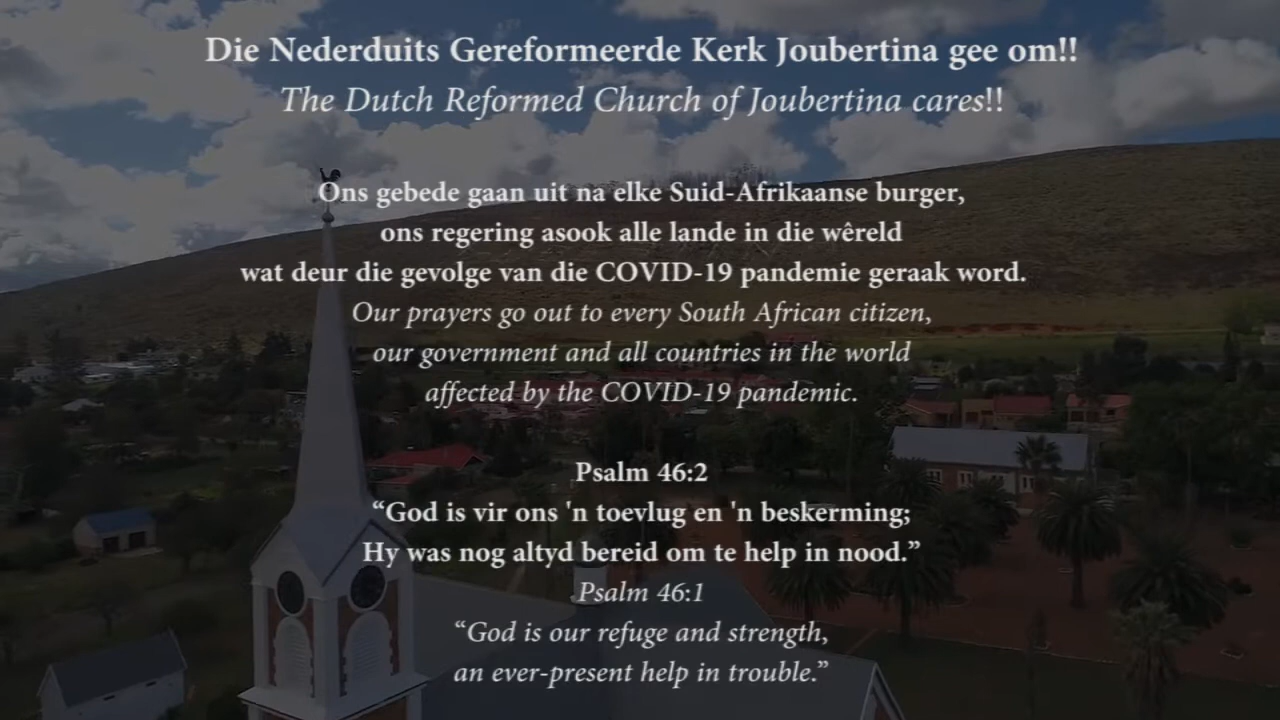 Die Nederduits Gereformeerde Kerk Joubertina gee om!!
The Dutch Reformed Church of Joubertina cares!!
Ons gebede gaan uit na elke Suid-Afrikaanse burger,
ons regering asook alle lande in die wêreld
wat deur die gevolge van die COVID-19 pandemie geraak word.
Our prayers go out to every South African citizen,
our government and all countries in the world
affected by the COVID-19 pandemic.
Psalm 46:2
“God is vir ons 'n toevlug en 'n beskerming;
Hy was nog altyd bereid om te help in nood.”
Psalm 46:1
“God is our refuge and strength,
an ever-present help in trouble.”